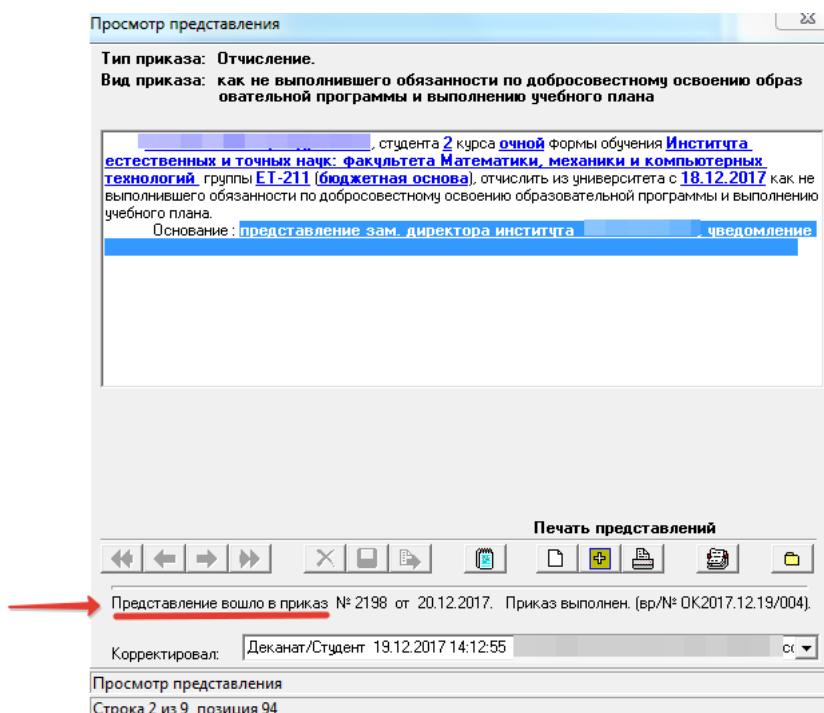 Просмотр представления
Тип приказа: Отчисление.
Вид приказа: как не выполнившего обязанности по добросовестному освоению образ
овательной программы и выполнению учебного плана
, студента 2 курса очной формы обучения Института
естественных и точных наук: факультета Математики, механики и компьютерных
технологий группы ЕТ-211 (бюджетная основа), отчислить из университета с 18.12.2017 как не
выполнившего обязанности по добросовестному освоению образовательной программы и выполнению
учебного плана.
Основание : представление зам. директора института , уведомление
Печать представлений
Представление вошло в приказ № 2198 от 20.12.2017. Приказ выполнен. (вр/№ ОК2017.12.19/004).
Корректировал: Деканат/Студент 19.12.2017 14:12:55
Просмотр представления
Строка 2 из 9 позиция 94